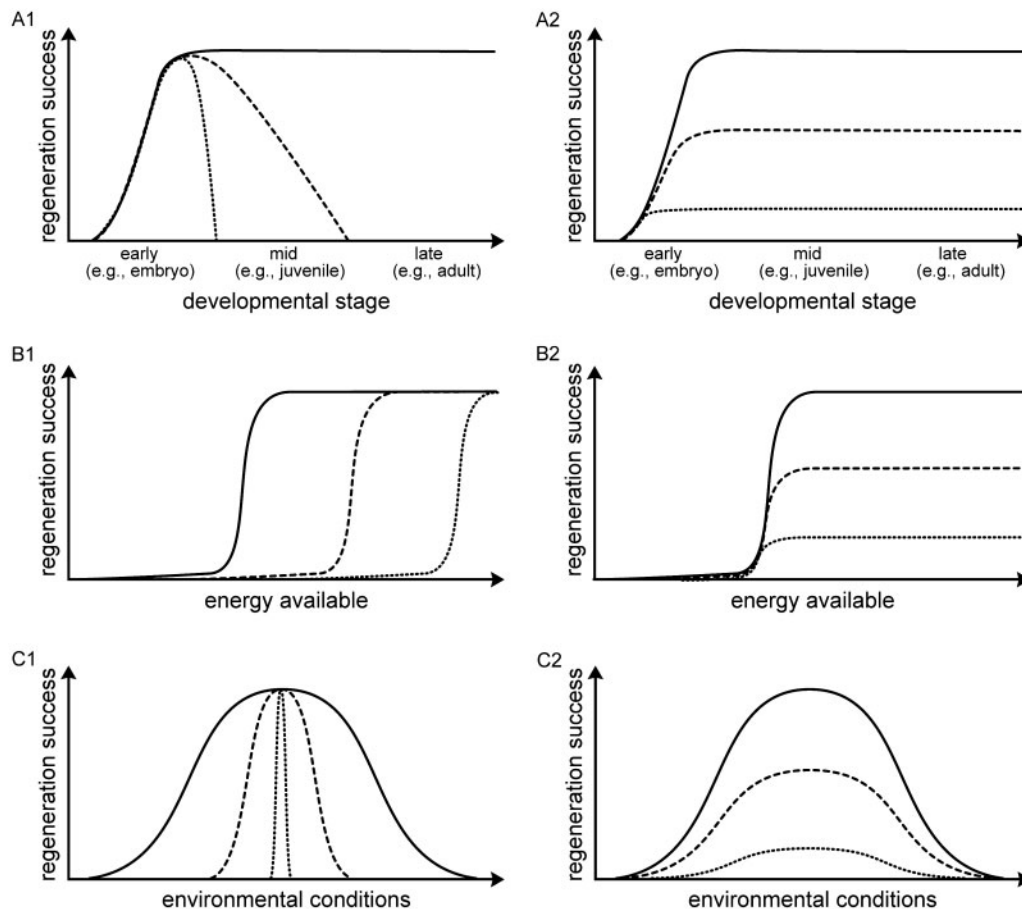 A1
regeneration success
early
(e.g., embryo)
mid
(e.g., juvenile)
late
(e.g., adult)
developmental stage
A2
regeneration success
early
(e.g., embryo)
mid
(e.g., juvenile)
late
(e.g., adult)
developmental stage
B1
regeneration success
energy available
B2
regeneration success
energy available
C1
regeneration success
environmental conditions
C2
regeneration success
environmental conditions